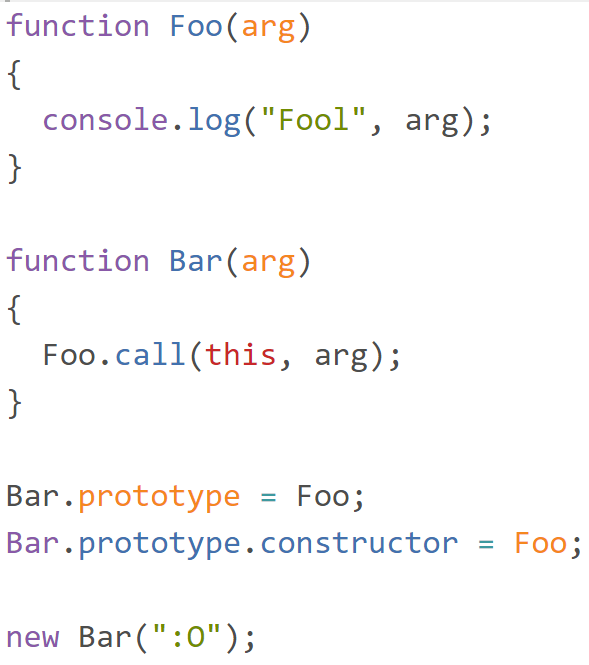 function Foo(arg)
{
  console.log("Fool", arg);
}

function Bar(arg)
{
  Foo.call(this, arg);
}

Bar.prototype = Foo;
Bar.prototype.constructor = Foo;

new Bar(":O");